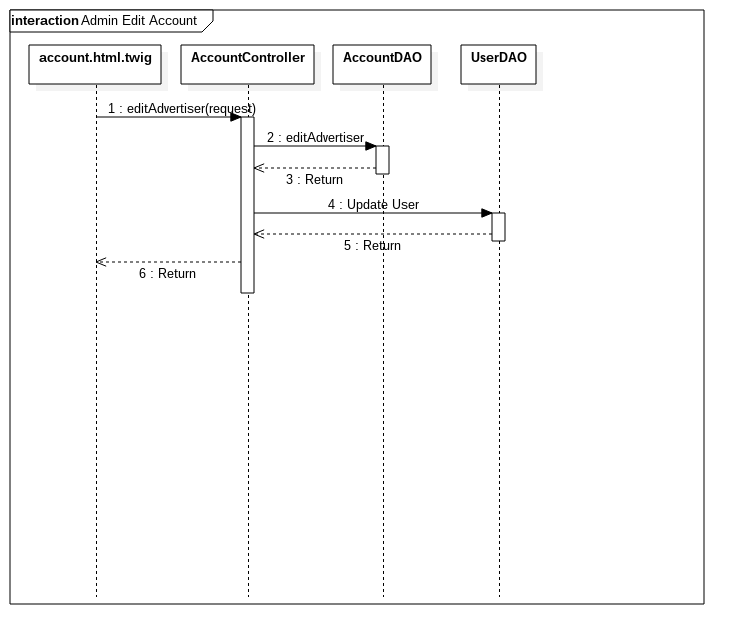 interaction Admin Edit Account
account.html.twig AccountController AccountDAO UserDAO
1 : editAdvertiser(request)
2 : editAdvertiser
3 : Return
4 : Update User
5 : Return
6 : Return